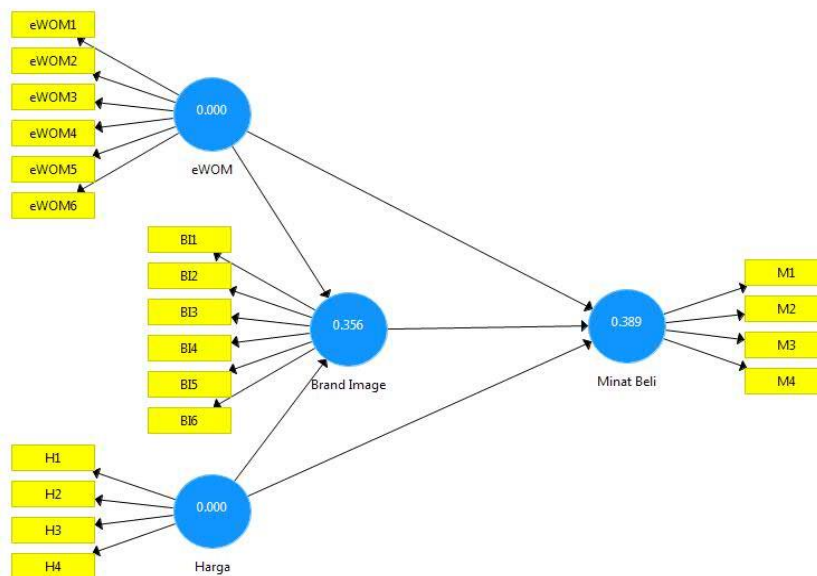 eWOM1
eWOM2
eWOM3
eWOM4
eWOM5
eWOM6
0.000
eWOM
BI1
BI2
BI3
BI4
BI5
BI6
0.356
Brand Image
0.389
Minat Beli
M1
M2
M3
M4
H1
H2
H3
H4
0.000
Harga